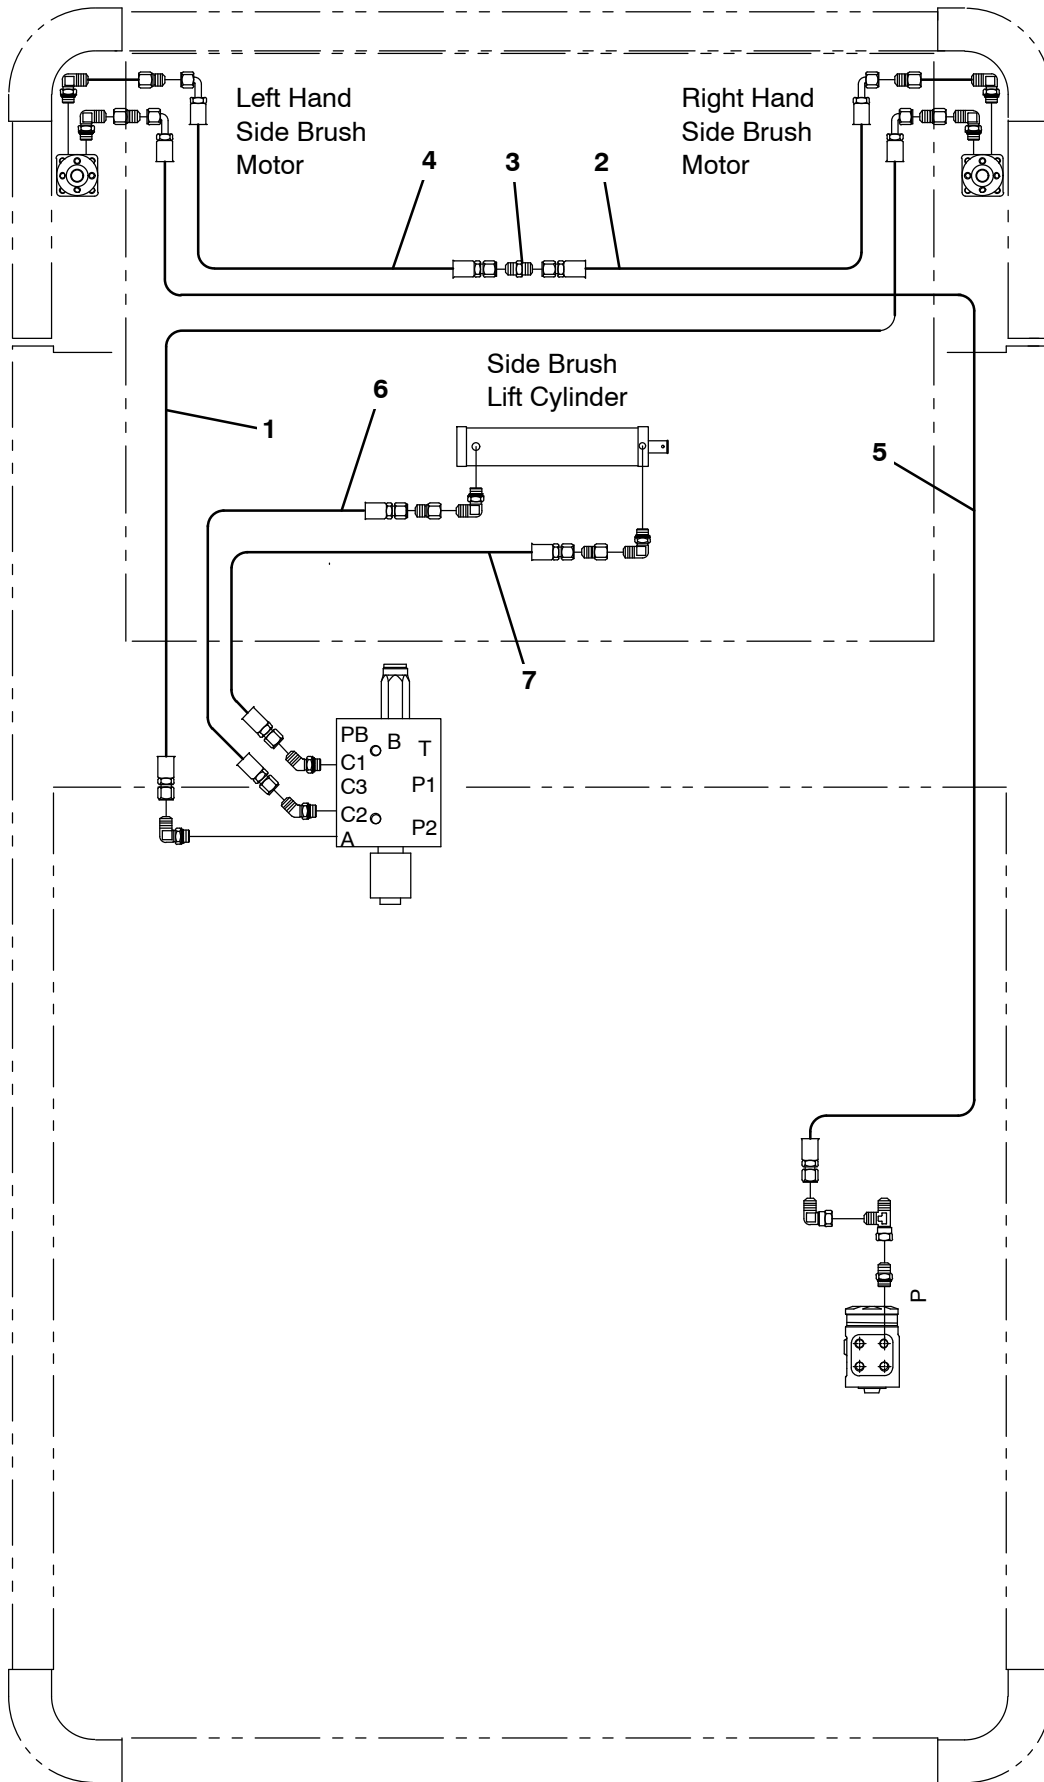 Left Hand
Side Brush
Motor
Right Hand
Side Brush
Motor
4
3
2
Side Brush
Lift Cylinder
6
1
5
7
PB
B
T
C1
C3
P1
C2
P2
A
P